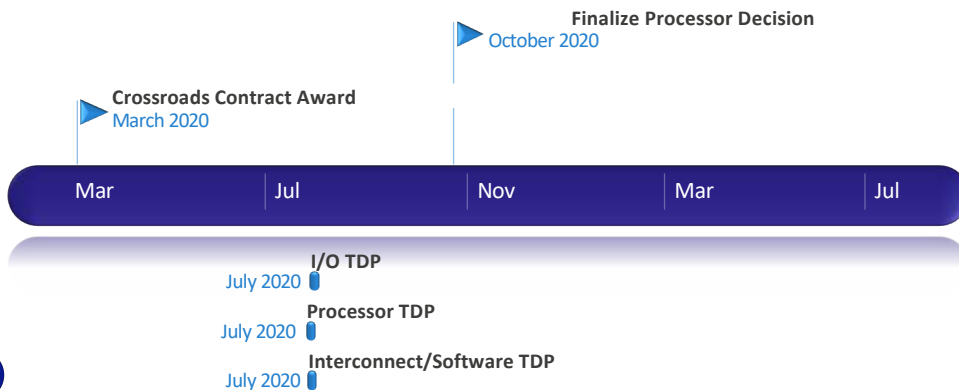 Finalize Processor Decision
October 2020
Crossroads Contract Award
March 2020
Mar Jul Nov Mar Jul
I/O TDP
July 2020
Processor TDP
July 2020
Interconnect/Software TDP
July 2020